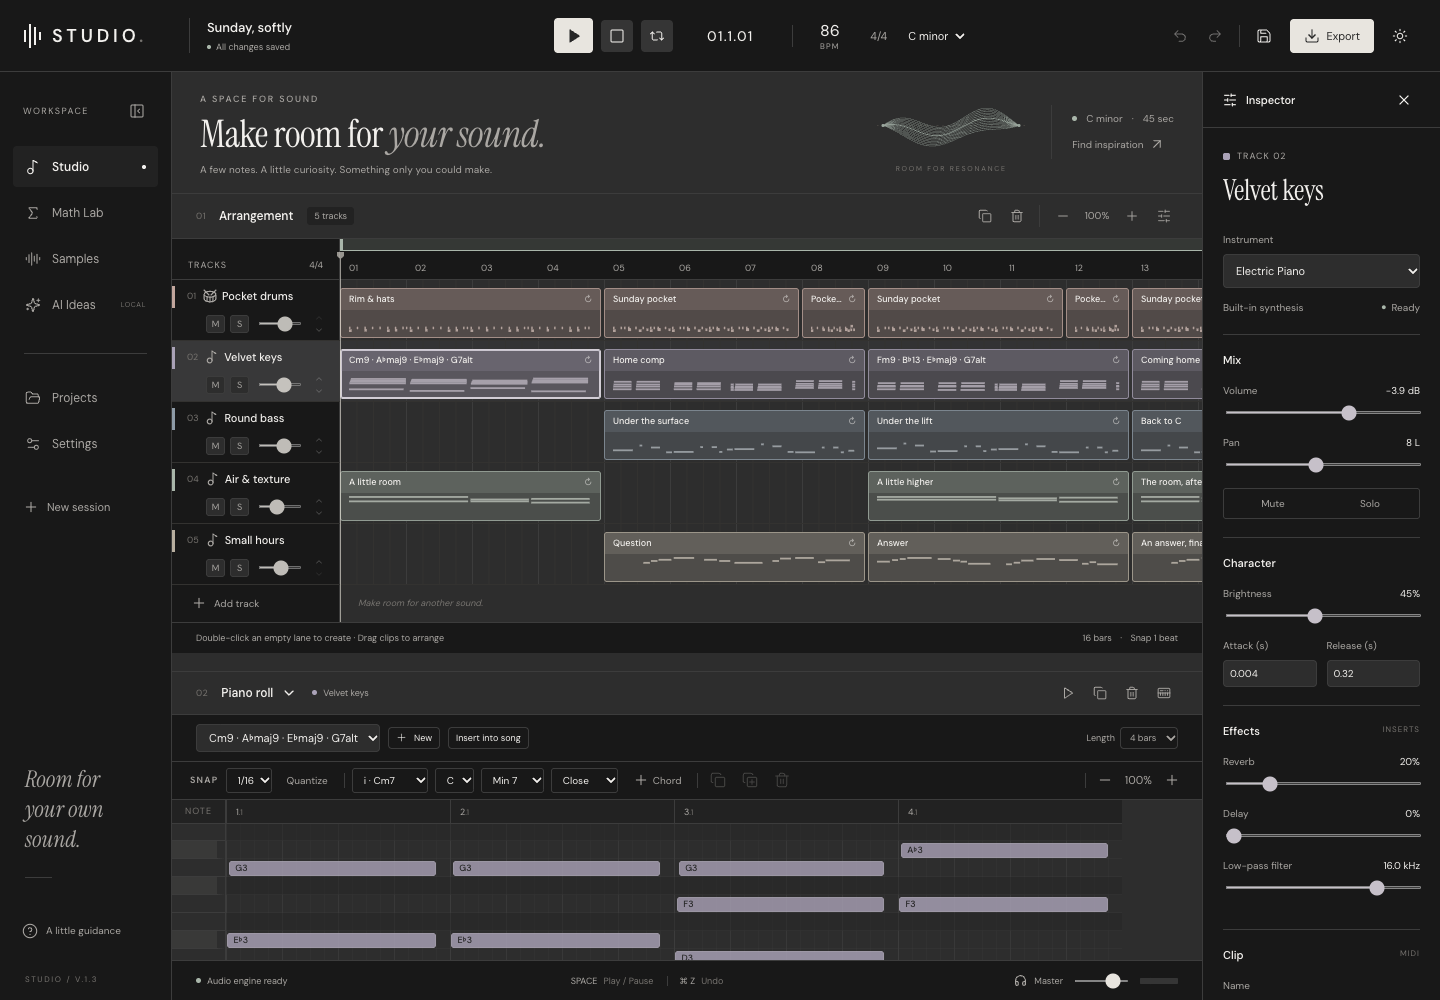 STUDIO.
Sunday, softly
All changes saved
01.1.01
86
BPM
4/4
C minor
Export
WORKSPACE
Studio
Math Lab
Samples
AI Ideas LOCAL
Projects
Settings
New session
Room for
your own
sound.
A little guidance
STUDIO / V.1.3
A SPACE FOR SOUND
Make room for your sound.
A few notes. A little curiosity. Something only you could make.
ROOM FOR RESONANCE
C minor · 45 sec
Find inspiration
01 Arrangement 5 tracks
100%
TRACKS 4/4
01 02 03 04 05 06 07 08 09 10 11 12 13
01 Pocket drums
M S
Rim & hats
Sunday pocket
Pocke...
Sunday pocket
Pocke...
Sunday pocket
02 Velvet keys
M S
Cm9 · A♭maj9 · E♭maj9 · G7alt
Home comp
Fm9 · B♭13 · E♭maj9 · G7alt
Coming home
03 Round bass
M S
Under the surface
Under the lift
Back to C
04 Air & texture
M S
A little room
A little higher
The room, afte
05 Small hours
M S
Question
Answer
An answer, fina
Add track
Make room for another sound.
Double-click an empty lane to create · Drag clips to arrange
16 bars · Snap 1 beat
02 Piano roll Velvet keys
Cm9 · A♭maj9 · E♭maj9 · G7alt
New
Insert into song
Length 4 bars
SNAP 1/16 Quantize i · Cm7 C Min 7 Close Chord
100%
NOTE 1.1 2.1 3.1 4.1
A♭3
G3 G3 G3
F3 F3
E♭3 E♭3
D3
Audio engine ready
SPACE Play / Pause
⌘ Z Undo
Master
Inspector
TRACK 02
Velvet keys
Instrument
Electric Piano
Built-in synthesis Ready
Mix
Volume -3.9 dB
Pan 8 L
Mute Solo
Character
Brightness 45%
Attack (s) Release (s)
0.004 0.32
Effects INSERTS
Reverb 20%
Delay 0%
Low-pass filter 16.0 kHz
Clip MIDI
Name